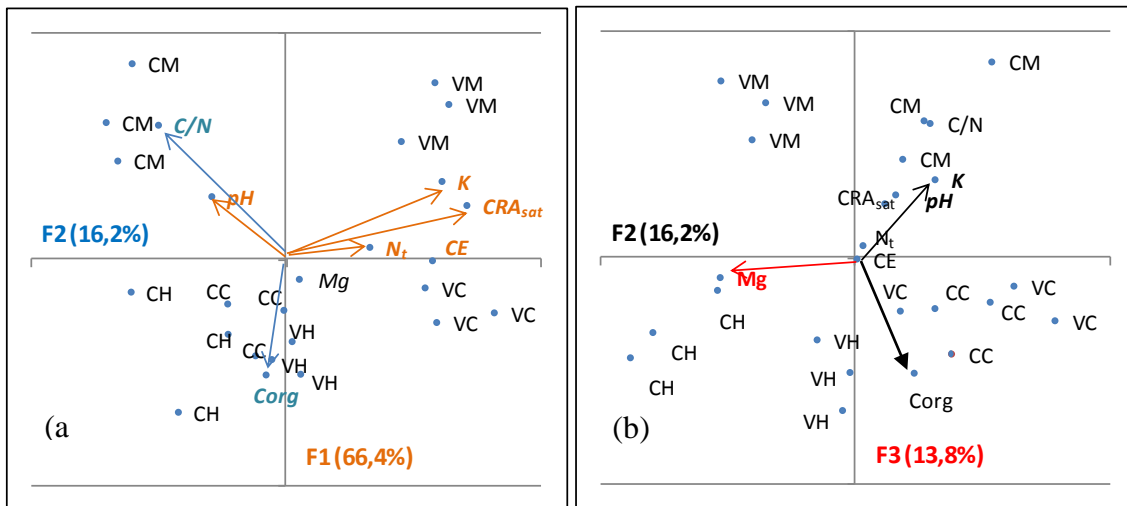 CM
VM
VM
CM
C/N
CM
VM
K
pH
CRAsat
F2 (16,2%)
Nt
CE
Mg
CH
CC
CC
VC
VC
VC
CH
CC
VH
VH
VH
Corg
CH
(a
F1 (66,4%)
CM
VM
VM
CM
C/N
VM
CM
K
CRAsat
pH
F2 (16,2%)
Nt
CE
Mg
VC
CC
VC
CC
VC
CH
CH
CH
VH
CC
VH
VH
Corg
(b)
F3 (13,8%)